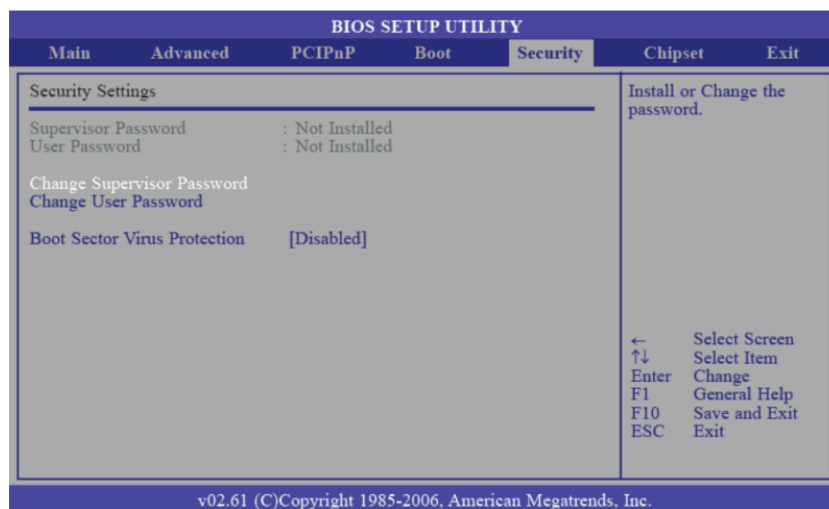 BIOS SETUP UTILITY
Main Advanced PCIPnP Boot Security Chipset Exit
Security Settings
Supervisor Password : Not Installed
User Password : Not Installed
Change Supervisor Password
Change User Password
Boot Sector Virus Protection [Disabled]
Install or Change the
password.
← Select Screen
↑↓ Select Item
Enter Change
F1 General Help
F10 Save and Exit
ESC Exit
v02.61 (C)Copyright 1985-2006, American Megatrends, Inc.